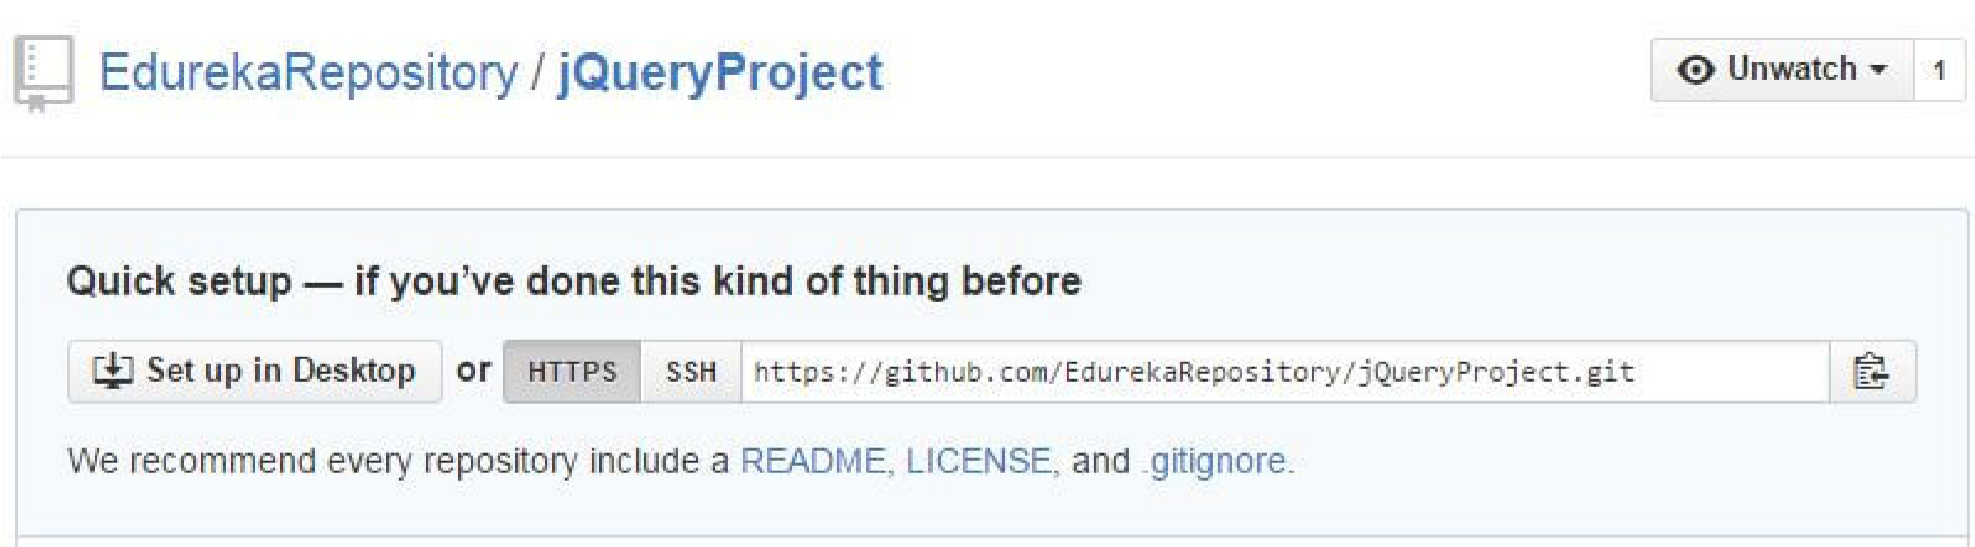 EdurekaRepository / jQueryProject
Unwatch 1
Quick setup — if you’ve done this kind of thing before
Set up in Desktop or HTTPS SSH https://github.com/EdurekaRepository/jQueryProject.git
We recommend every repository include a README, LICENSE, and .gitignore.